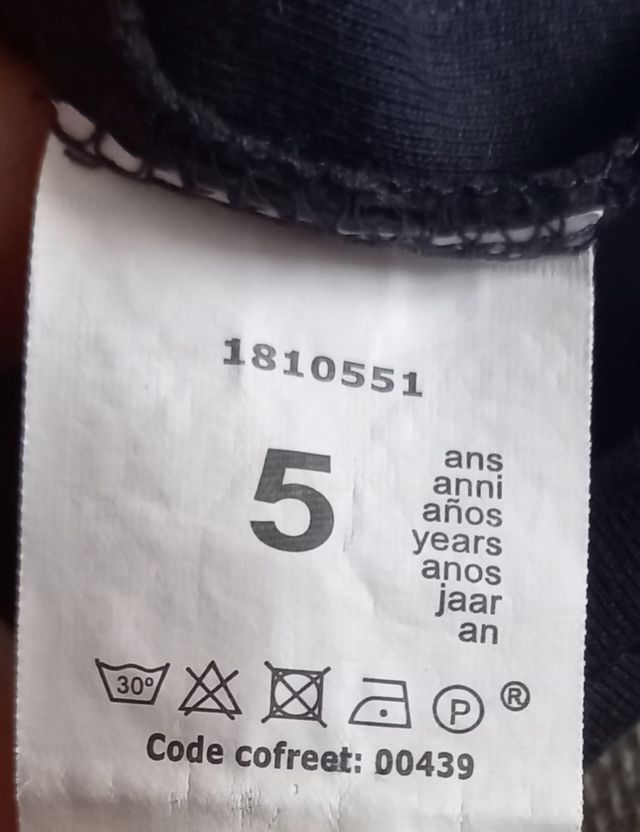 1810551
5
ans
anni
años
years
anos
jaar
an
30° P ®
Code cofreet: 00439